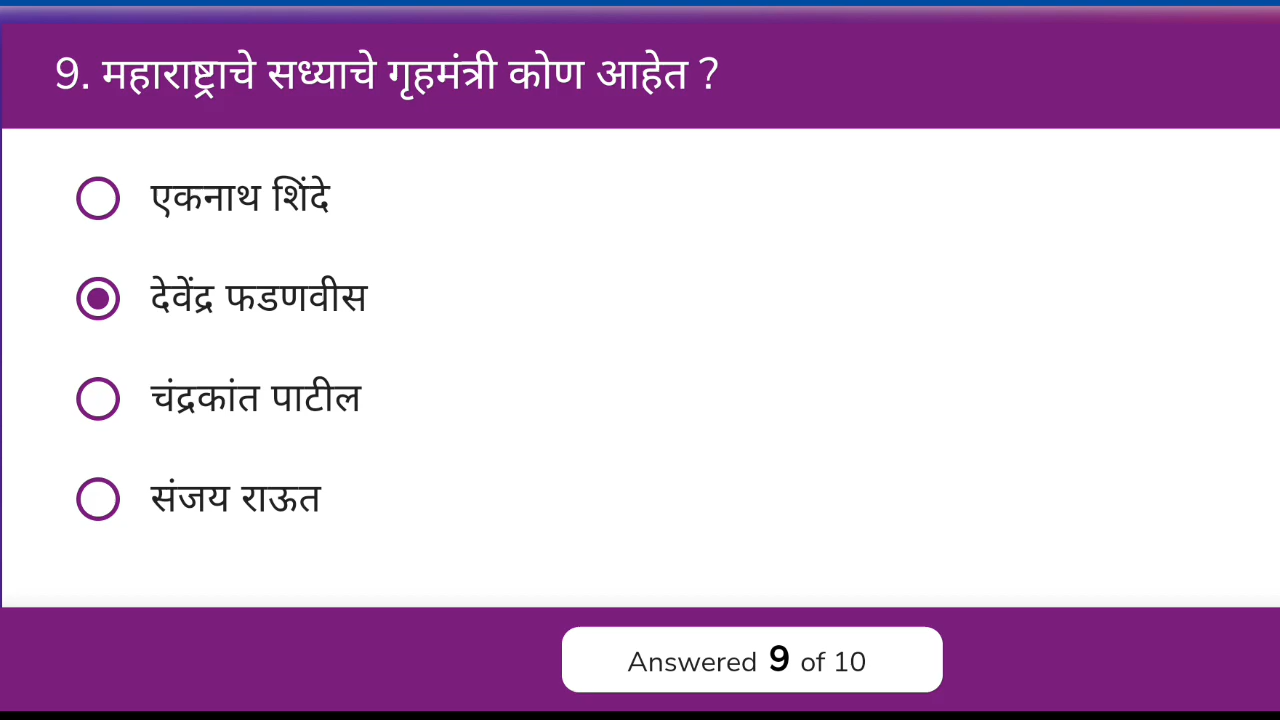 9. महाराष्ट्राचे सध्याचे गृहमंत्री कोण आहेत ?
एकनाथ शिंदे
देवेंद्र फडणवीस
चंद्रकांत पाटील
संजय राऊत
Answered 9 of 10